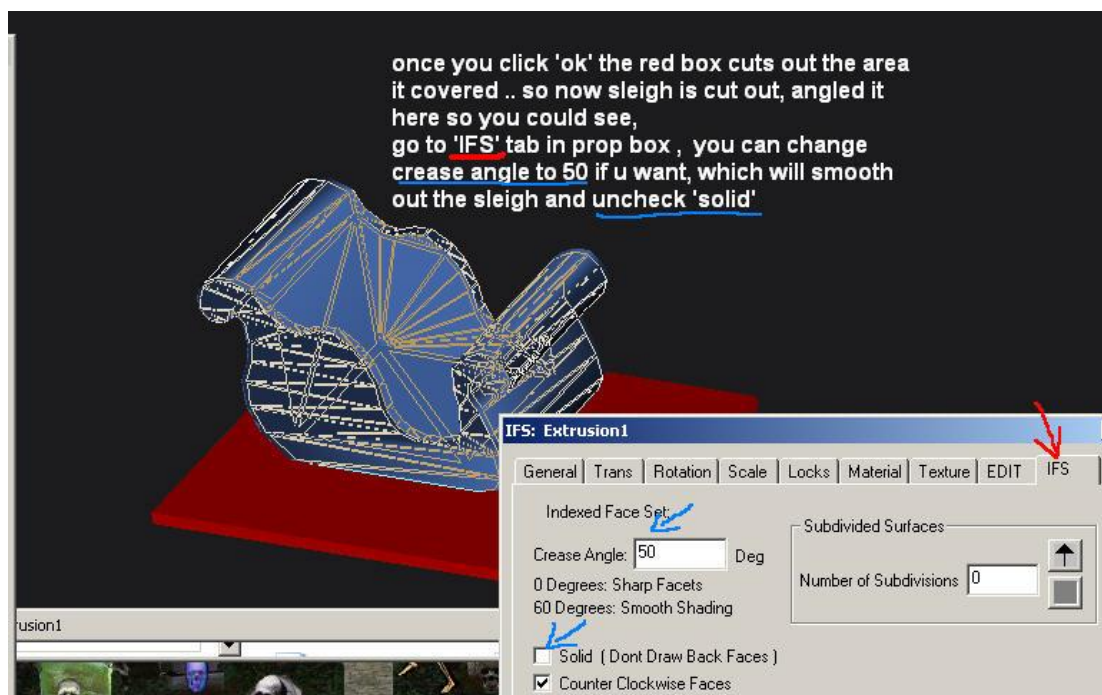 once you click 'ok' the red box cuts out the area
it covered .. so now sleigh is cut out, angled it
here so you could see,
go to 'IFS' tab in prop box , you can change
crease angle to 50 if u want, which will smooth
out the sleigh and uncheck 'solid'
IFS: Extrusion1
General Trans Rotation Scale Locks Material Texture EDIT IFS
Indexed Face Set:
Subdivided Surfaces
Crease Angle: 50 Deg
Number of Subdivisions 0
0 Degrees: Sharp Facets
60 Degrees: Smooth Shading
rusion1
Solid ( Dont Draw Back Faces )
Counter Clockwise Faces